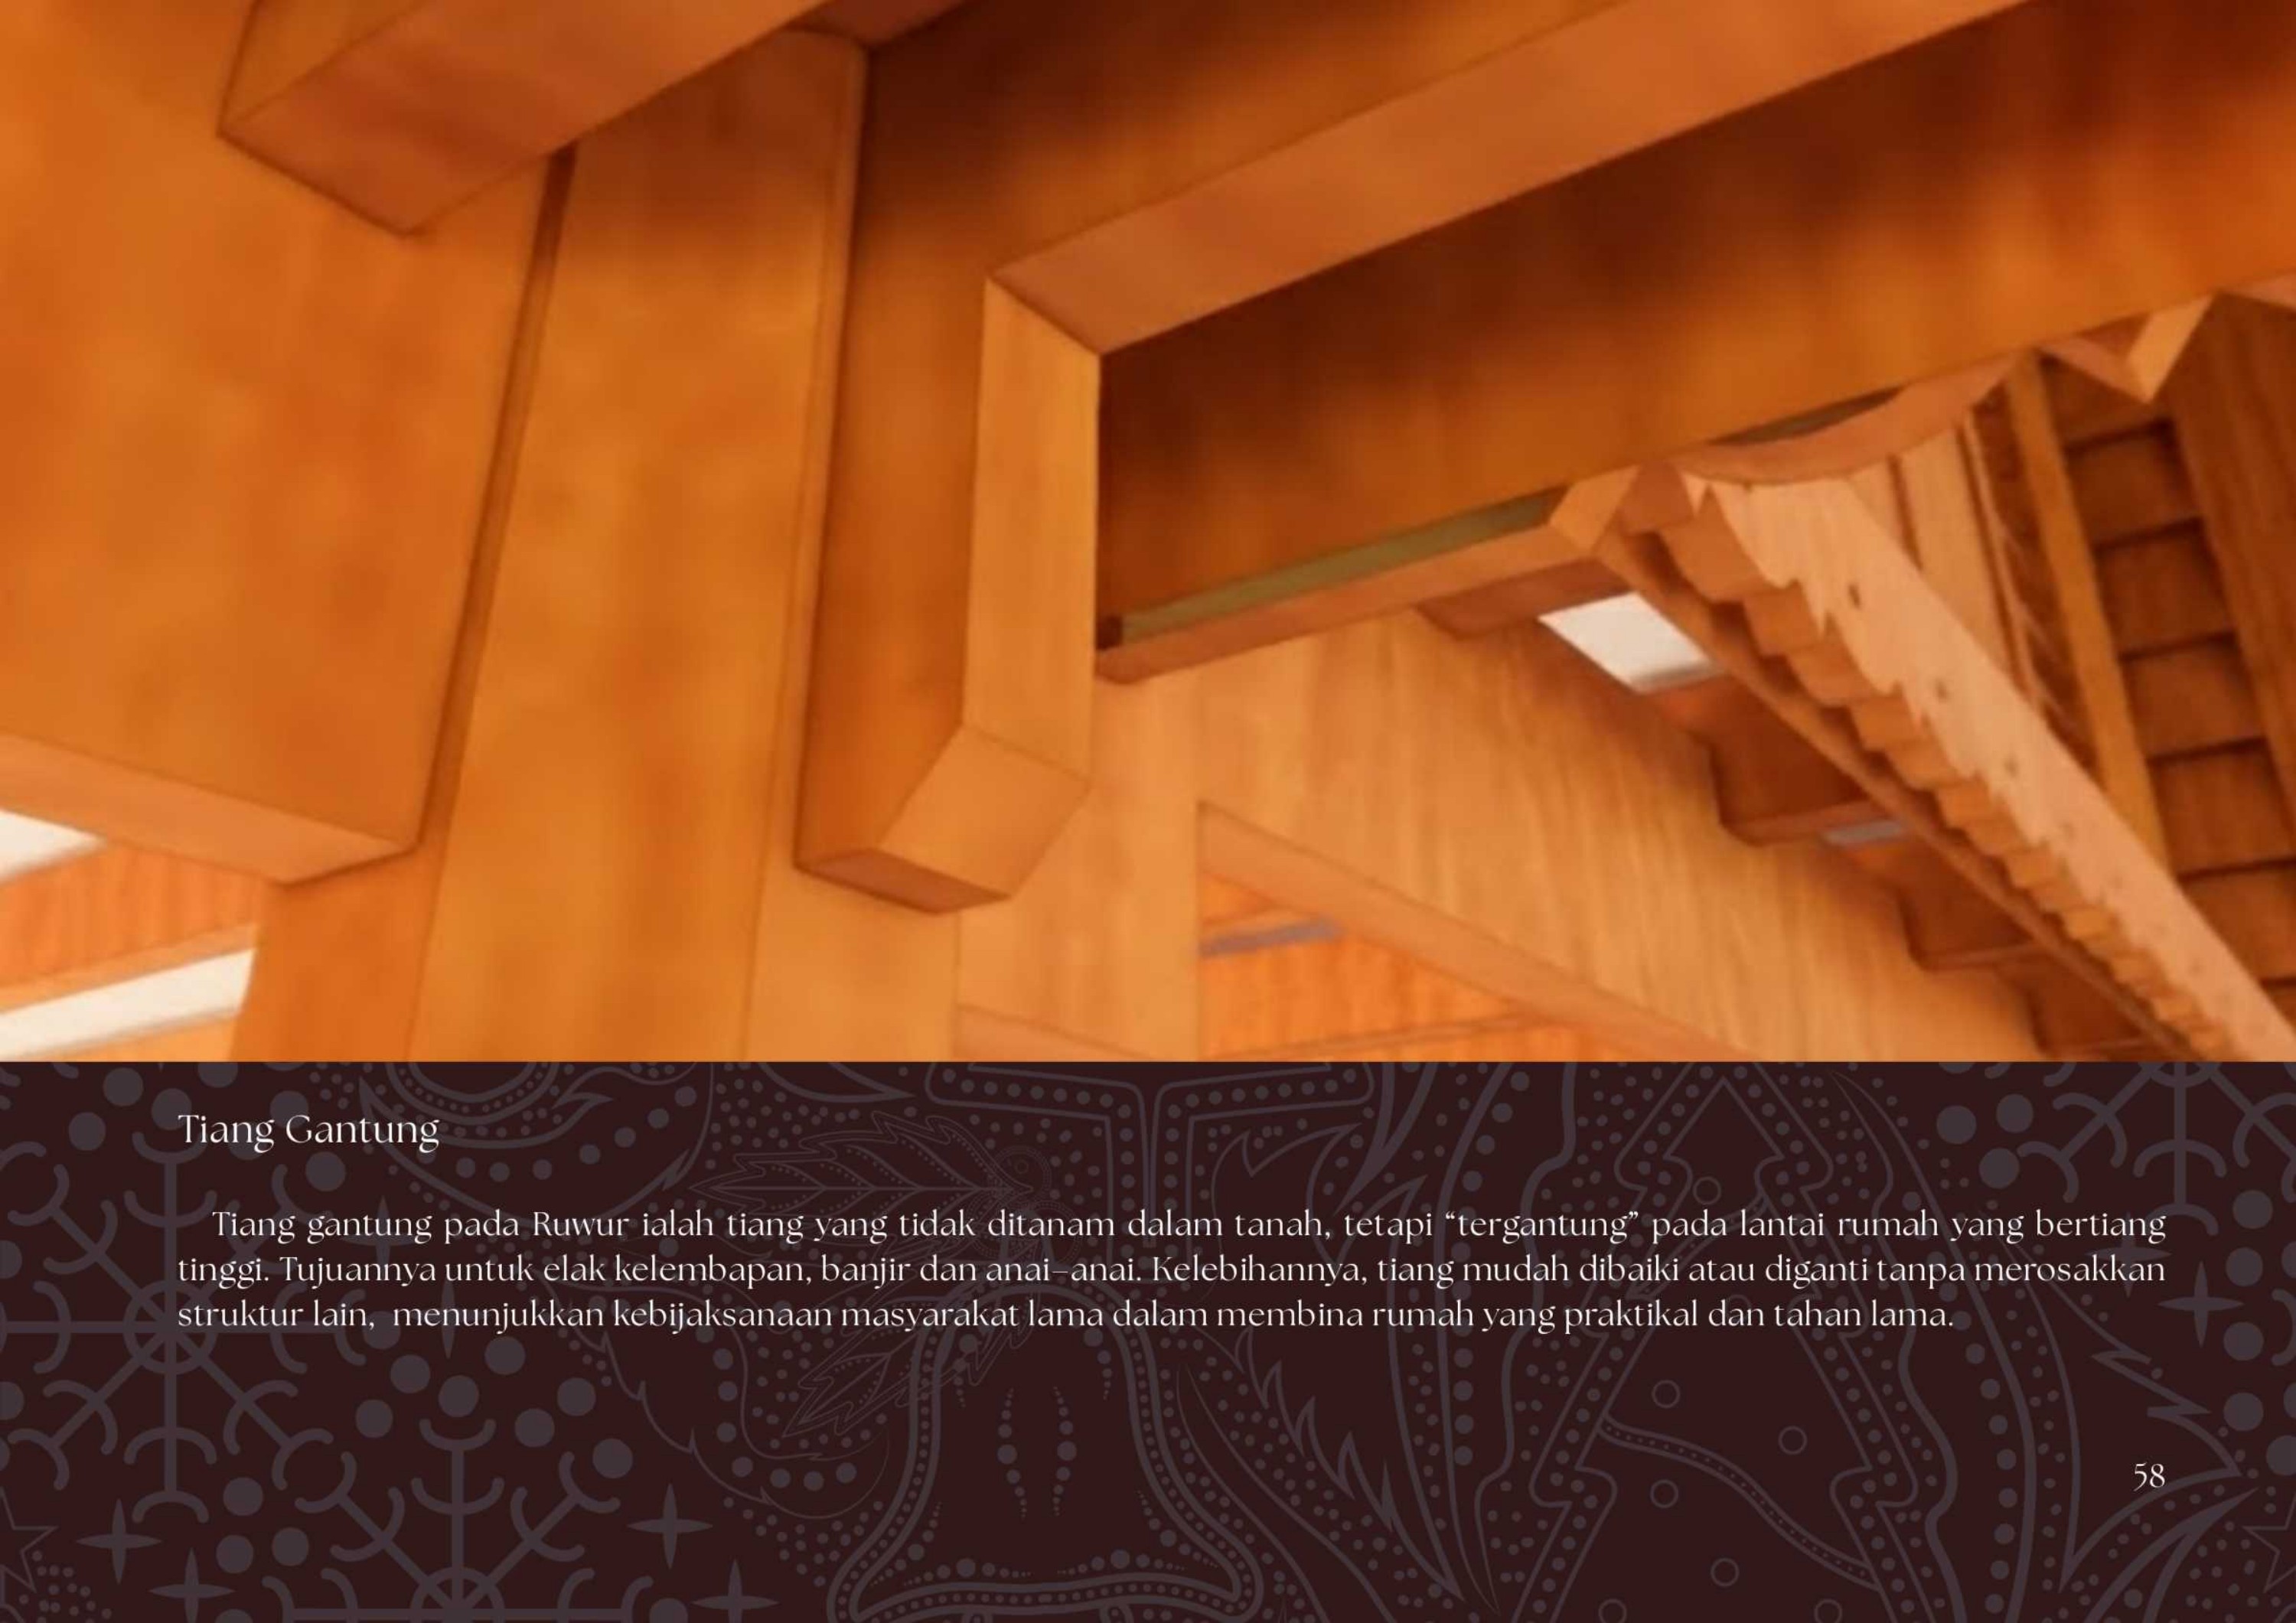 Tiang Gantung
Tiang gantung pada Ruwur ialah tiang yang tidak ditanam dalam tanah, tetapi “tergantung” pada lantai rumah yang bertiang
tinggi. Tujuannya untuk elak kelembapan, banjir dan anai-anai. Kelebihannya, tiang mudah dibaiki atau diganti tanpa merosakkan
struktur lain, menunjukkan kebijaksanaan masyarakat lama dalam membina rumah yang praktikal dan tahan lama.
58